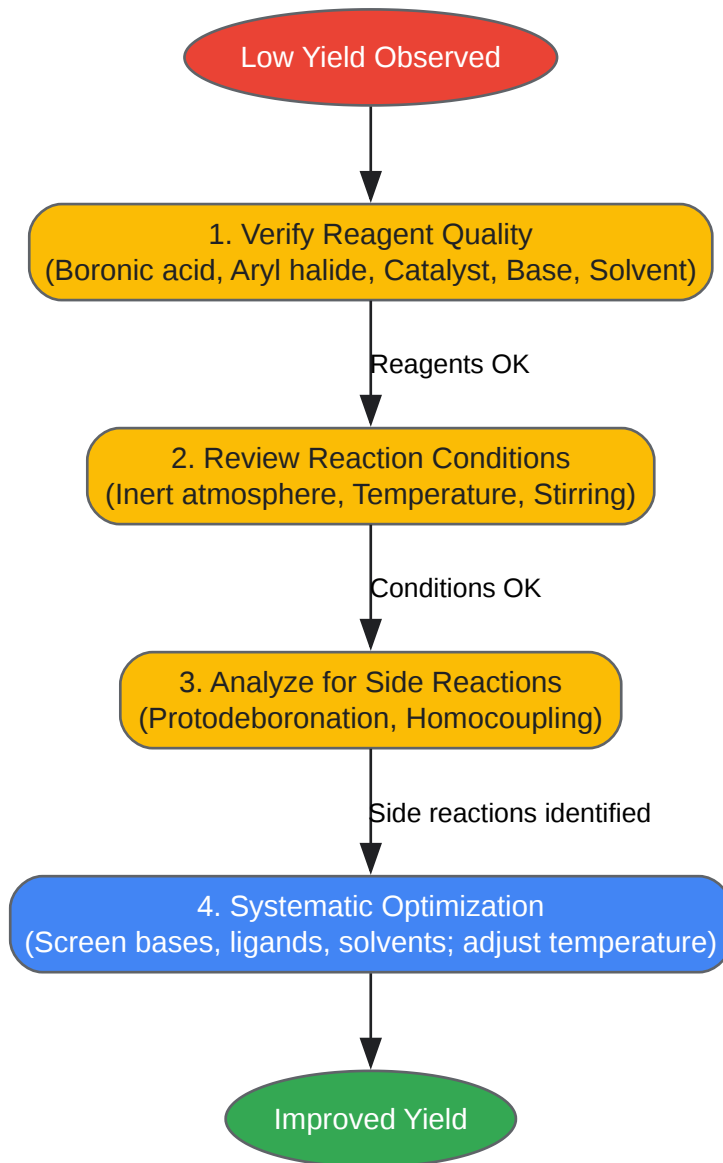 Low Yield Observed
1. Verify Reagent Quality
(Boronic acid, Aryl halide, Catalyst, Base, Solvent)
Reagents OK
2. Review Reaction Conditions
(Inert atmosphere, Temperature, Stirring)
Conditions OK
3. Analyze for Side Reactions
(Protodeboronation, Homocoupling)
Side reactions identified
4. Systematic Optimization
(Screen bases, ligands, solvents; adjust temperature)
Improved Yield